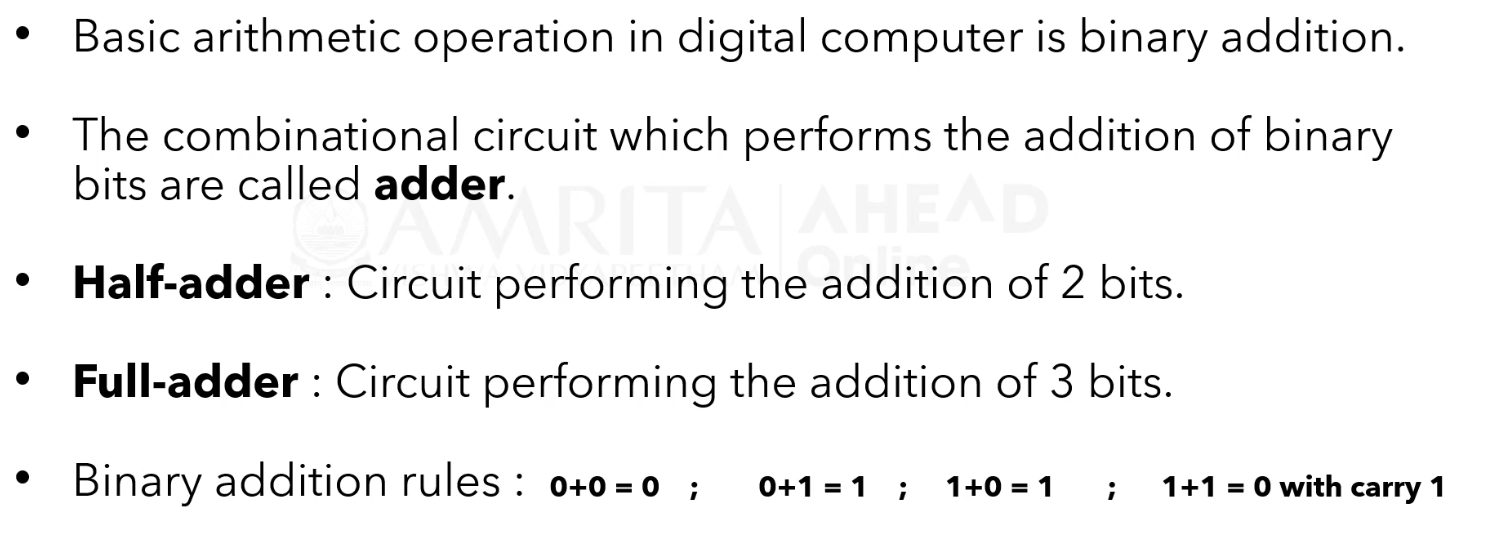 • Basic arithmetic operation in digital computer is binary addition.
• The combinational circuit which performs the addition of binary
bits are called adder.
AMRITA AHEAD
Online
• Half-adder : Circuit performing the addition of 2 bits.
• Full-adder : Circuit performing the addition of 3 bits.
• Binary addition rules : 0+0 = 0 ; 0+1 = 1 ; 1+0 = 1 ; 1+1 = 0 with carry 1